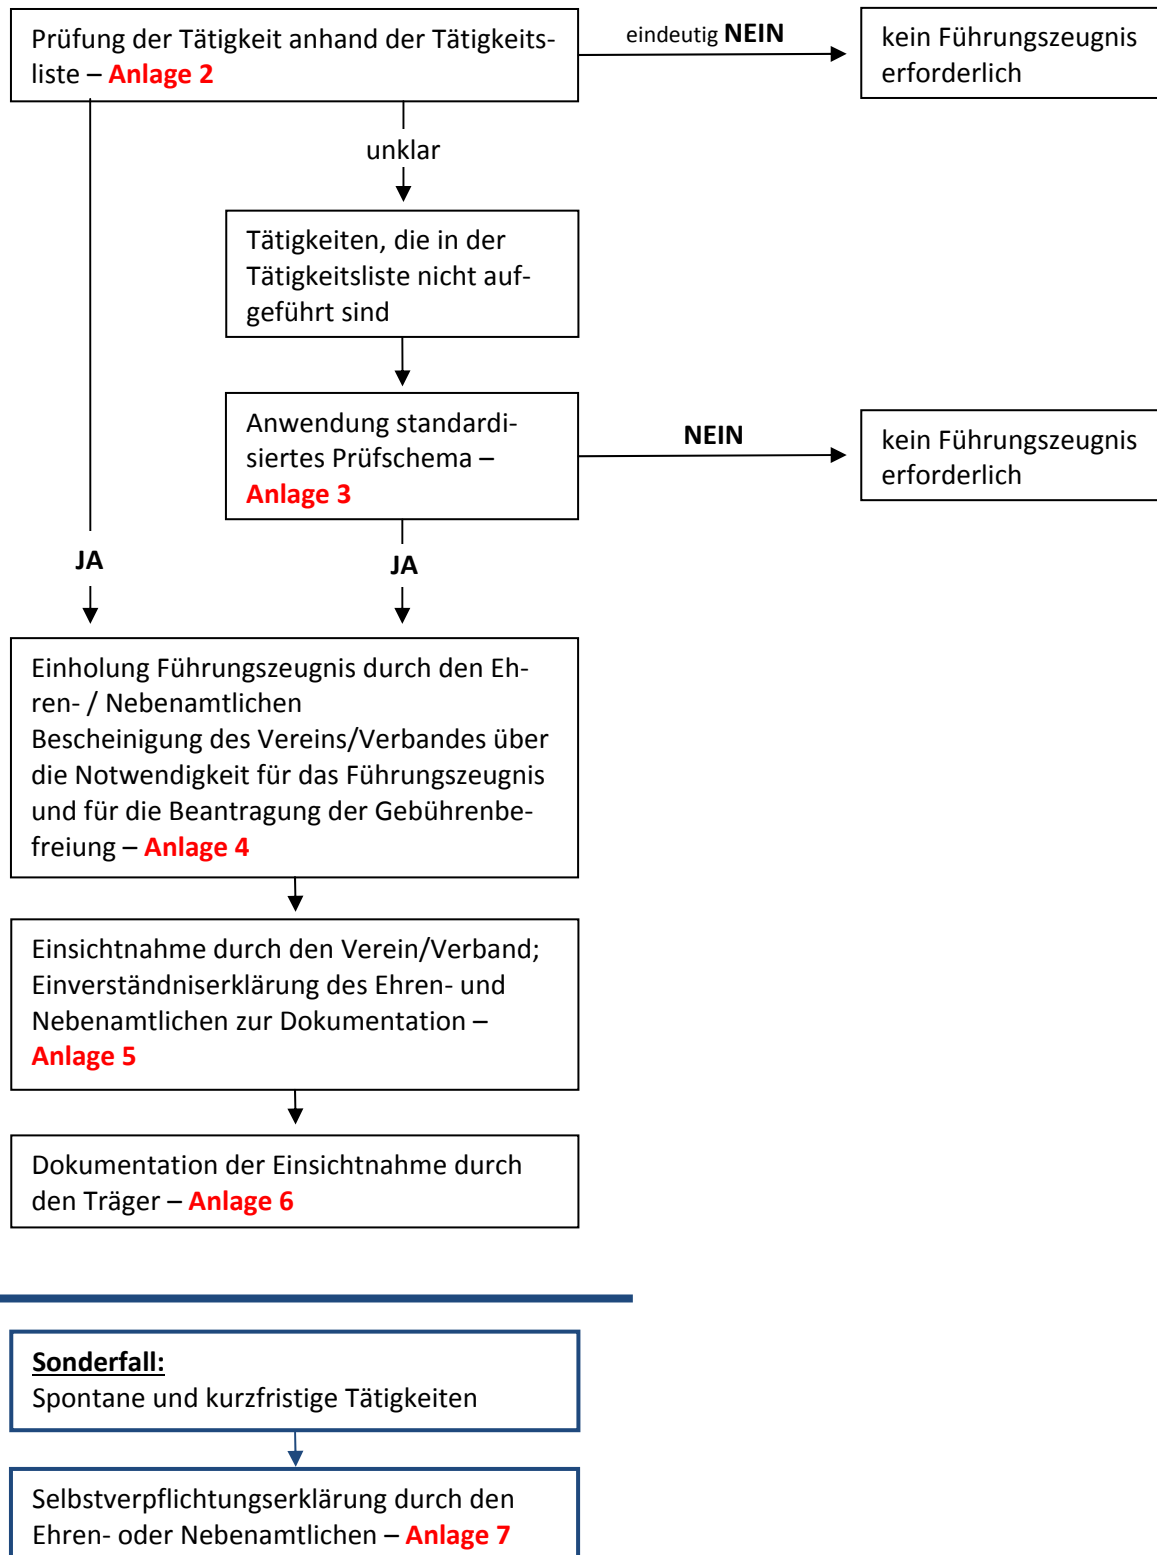 Prüfung der Tätigkeit anhand der Tätigkeits-
liste – Anlage 2
eindeutig NEIN
kein Führungszeugnis
erforderlich
unklar
Tätigkeiten, die in der
Tätigkeitsliste nicht auf-
geführt sind
Anwendung standardi-
siertes Prüfschema –
Anlage 3
NEIN
kein Führungszeugnis
erforderlich
JA
JA
Einholung Führungszeugnis durch den Eh-
ren- / Nebenamtlichen
Bescheinigung des Vereins/Verbandes über
die Notwendigkeit für das Führungszeugnis
und für die Beantragung der Gebührenbe-
freiung – Anlage 4
Einsichtnahme durch den Verein/Verband;
Einverständniserklärung des Ehren- und
Nebenamtlichen zur Dokumentation –
Anlage 5
Dokumentation der Einsichtnahme durch
den Träger – Anlage 6
Sonderfall:
Spontane und kurzfristige Tätigkeiten
Selbstverpflichtungserklärung durch den
Ehren- oder Nebenamtlichen – Anlage 7